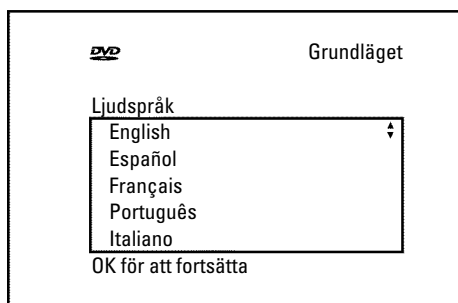 DVD Grundläget
Ljudspråk
English
Español
Français
Português
Italiano
OK för att fortsätta